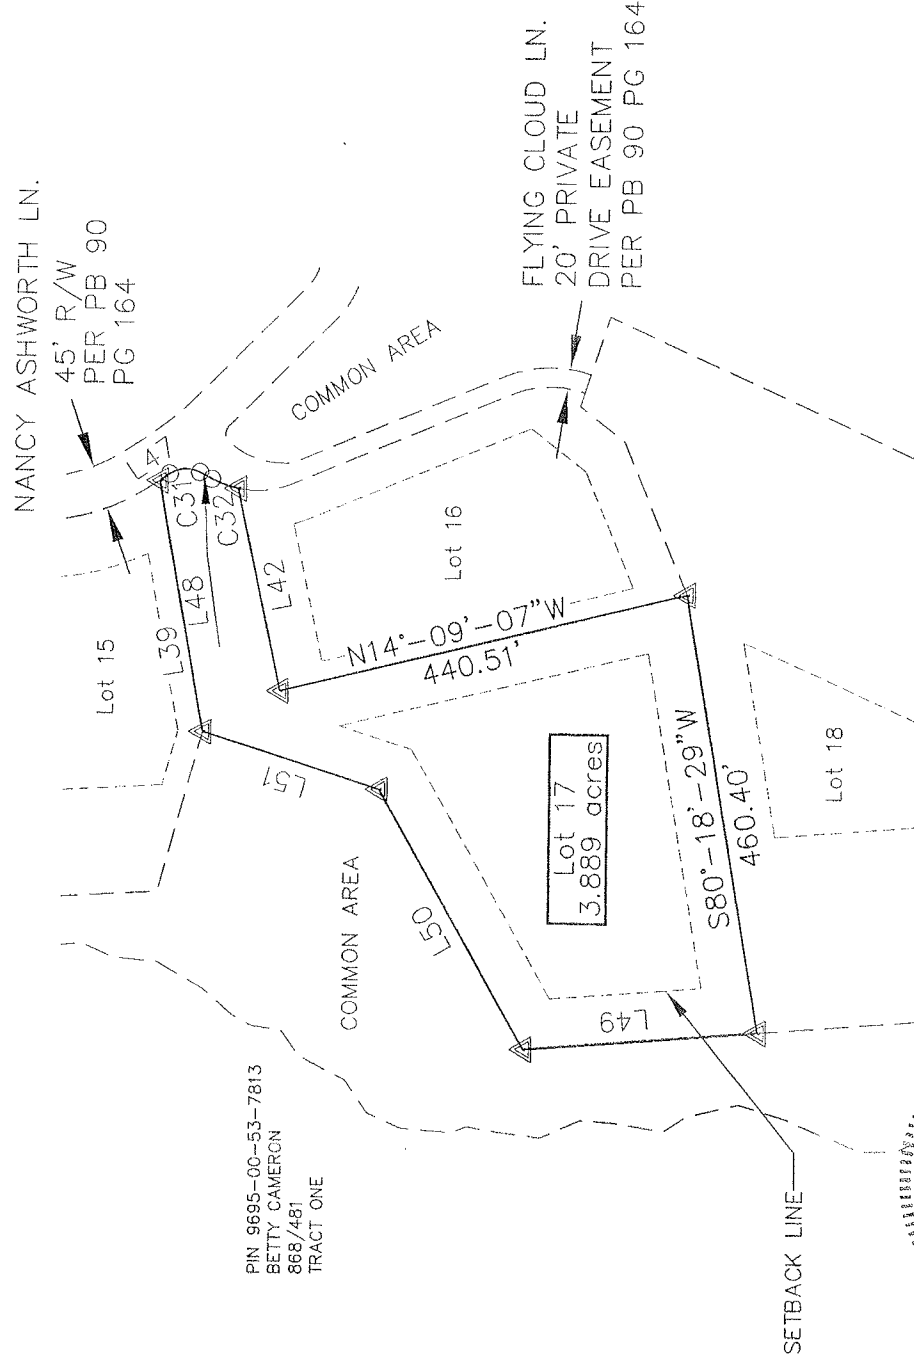 NANCY ASHWORTH LN.
45' R/W
PER PB 90
PG 164
FLYING CLOUD LN.
20' PRIVATE
DRIVE EASEMENT
PER PB 90 PG 164
COMMON AREA
L47
C31
C32
L48
L39
L42
Lot 15
Lot 16
N14°-09'-07"W
440.51'
L51
L50
COMMON AREA
Lot 17
3.889 acres
S80°-18'-29"W
460.40'
Lot 18
L49
PIN 9695-00-53-7813
BETTY CAMERON
868/481
TRACT ONE
SETBACK LINE